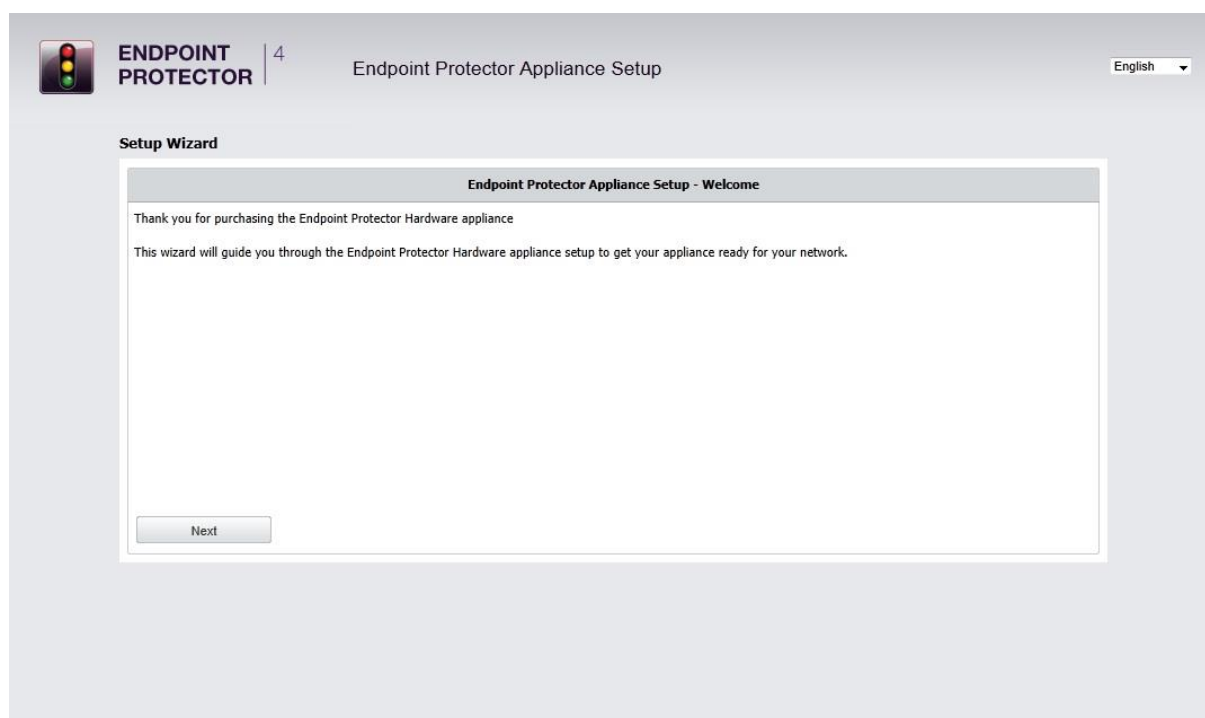 ENDPOINT
PROTECTOR
4
Endpoint Protector Appliance Setup
English
Setup Wizard
Endpoint Protector Appliance Setup - Welcome
Thank you for purchasing the Endpoint Protector Hardware appliance
This wizard will guide you through the Endpoint Protector Hardware appliance setup to get your appliance ready for your network.
Next